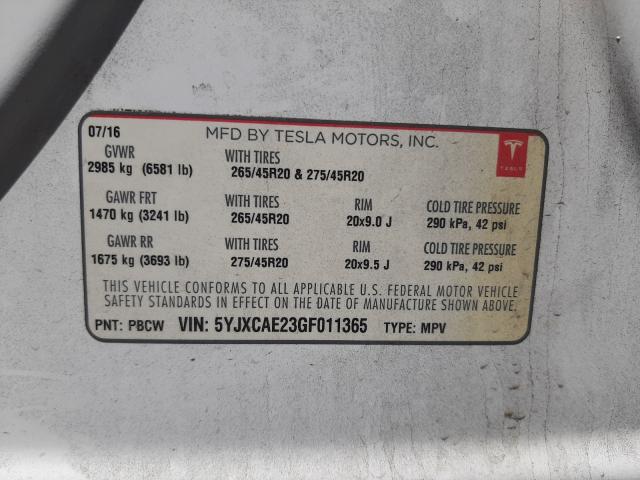 07/16 MFD BY TESLA MOTORS, INC.
GVWR WITH TIRES
2985 kg (6581 lb) 265/45R20 & 275/45R20
TESLA
GAWR FRT WITH TIRES RIM COLD TIRE PRESSURE
1470 kg (3241 lb) 265/45R20 20x9.0 J 290 kPa, 42 psi
GAWR RR WITH TIRES RIM COLD TIRE PRESSURE
1675 kg (3693 lb) 275/45R20 20x9.5 J 290 kPa, 42 psi
THIS VEHICLE CONFORMS TO ALL APPLICABLE U.S. FEDERAL MOTOR VEHICLE
SAFETY STANDARDS IN EFFECT ON THE DATE OF MANUFACTURE SHOWN ABOVE.
PNT: PBCW VIN: 5YJXCAE23GF011365 TYPE: MPV